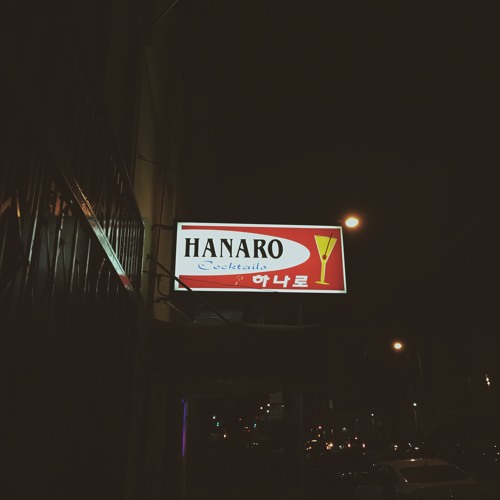 HANARO
Cocktails
하나로